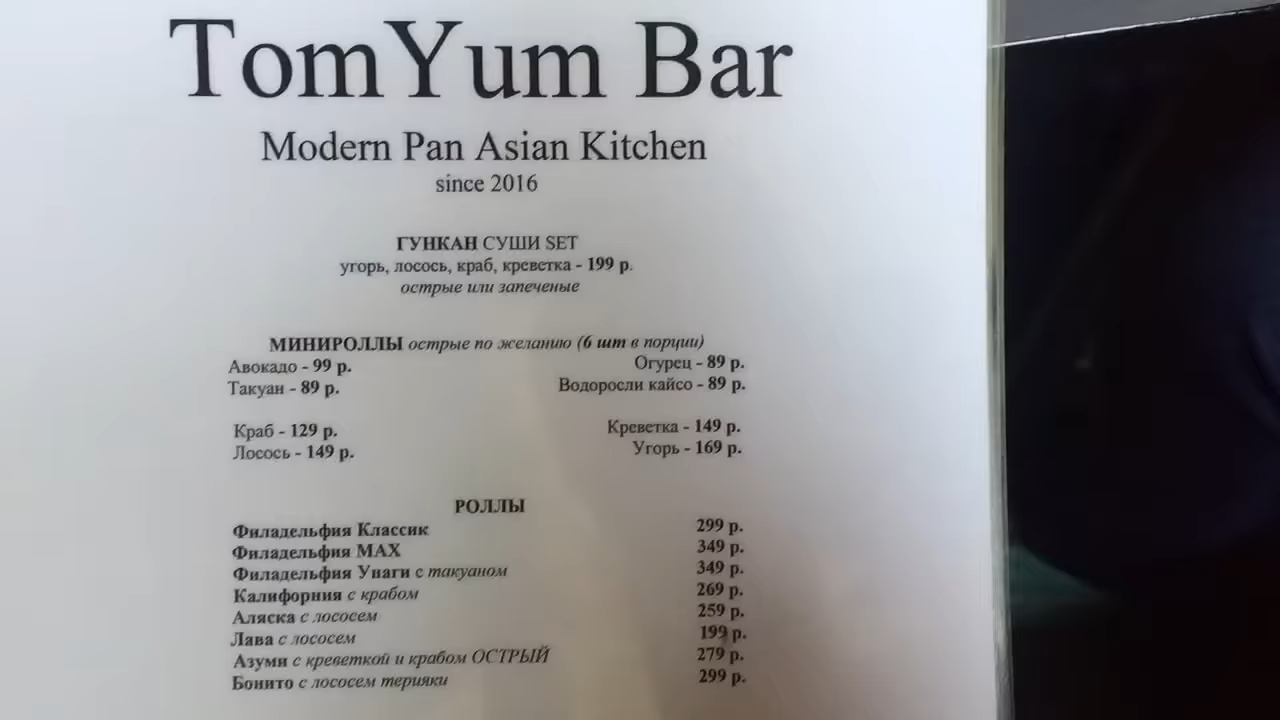 TomYum Bar
Modern Pan Asian Kitchen
since 2016
ГУНКАН СУШИ SET
угорь, лосось, краб, креветка - 199 р.
острые или запеченые
МИНИРОЛЛЫ острые по желанию (6 шт в порции)
Авокадо - 99 р. Огурец - 89 р.
Такуан - 89 р. Водоросли кайсо - 89 р.
Краб - 129 р. Креветка - 149 р.
Лосось - 149 р. Угорь - 169 р.
РОЛЛЫ
Филадельфия Классик 299 р.
Филадельфия МАХ 349 р.
Филадельфия Унаги с такуаном 349 р.
Калифорния с крабом 269 р.
Аляска с лососем 259 р.
Лава с лососем 199 р.
Азуми с креветкой и крабом ОСТРЫЙ 279 р.
Бонито с лососем терияки 299 р.